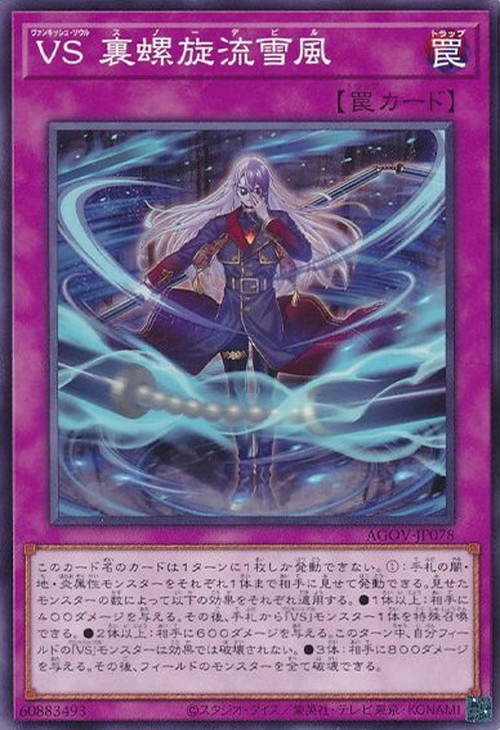 ヴァンキッシュ・ソウル スノーデビル
VS 裏螺旋流雪風
トラップ
罠
【罠カード】
AGOV-JP078
このカード名のカードは1ターンに1枚しか発動できない。①:手札の闇・
地・炎属性モンスターをそれぞれ1体まで相手に見せて発動できる。見せた
モンスターの数によって以下の効果をそれぞれ適用する。●1体以上:相手に
400ダメージを与える。その後、手札から「VS」モンスター1体を特殊召喚
できる。●2体以上:相手に600ダメージを与える。このターン中、自分フィー
ルドの「VS」モンスターは効果では破壊されない。●3体:相手に800ダメージ
を与える。その後、フィールドのモンスターを全て破壊できる。
60883493
©スタジオ・ダイス/集英社・テレビ東京・KONAMI